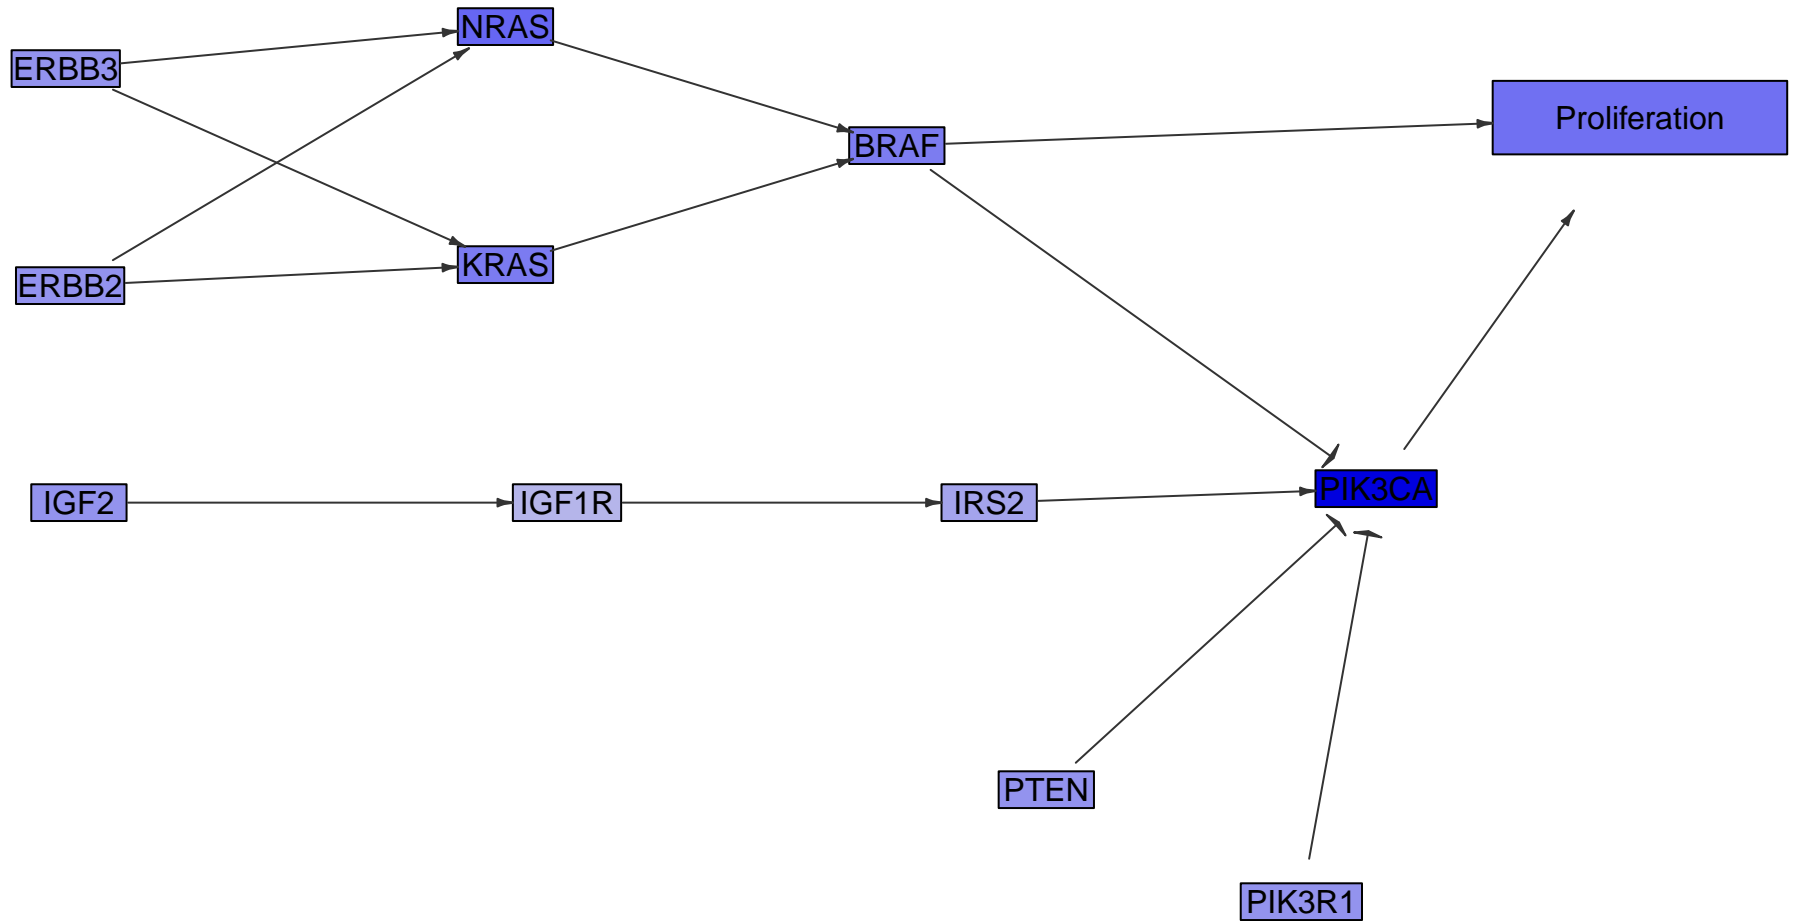 NRAS
ERBB3
Proliferation
BRAF
KRAS
ERBB2
IGF2
IGF1R
IRS2
PIK3CA
PTEN
PIK3R1